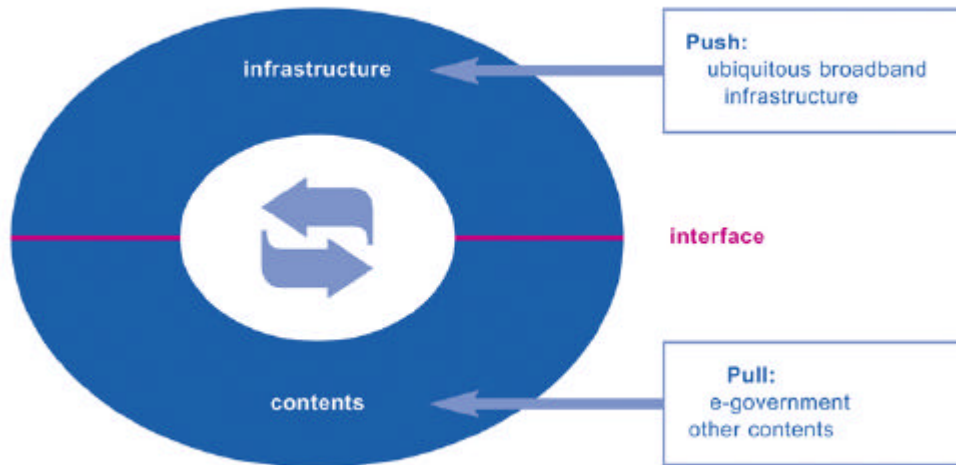 infrastructure
Push:
ubiquitous broadband
infrastructure
interface
contents
Pull:
e-government
other contents